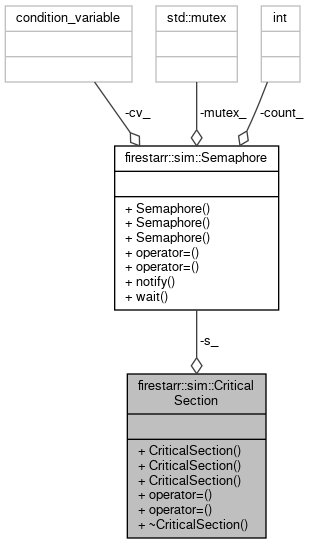 condition_variable
std::mutex
int
-cv_
-mutex_
-count_
firestarr::sim::Semaphore
+ Semaphore()
+ Semaphore()
+ Semaphore()
+ operator=()
+ operator=()
+ notify()
+ wait()
-s_
firestarr::sim::Critical
Section
+ CriticalSection()
+ CriticalSection()
+ CriticalSection()
+ operator=()
+ operator=()
+ ~CriticalSection()